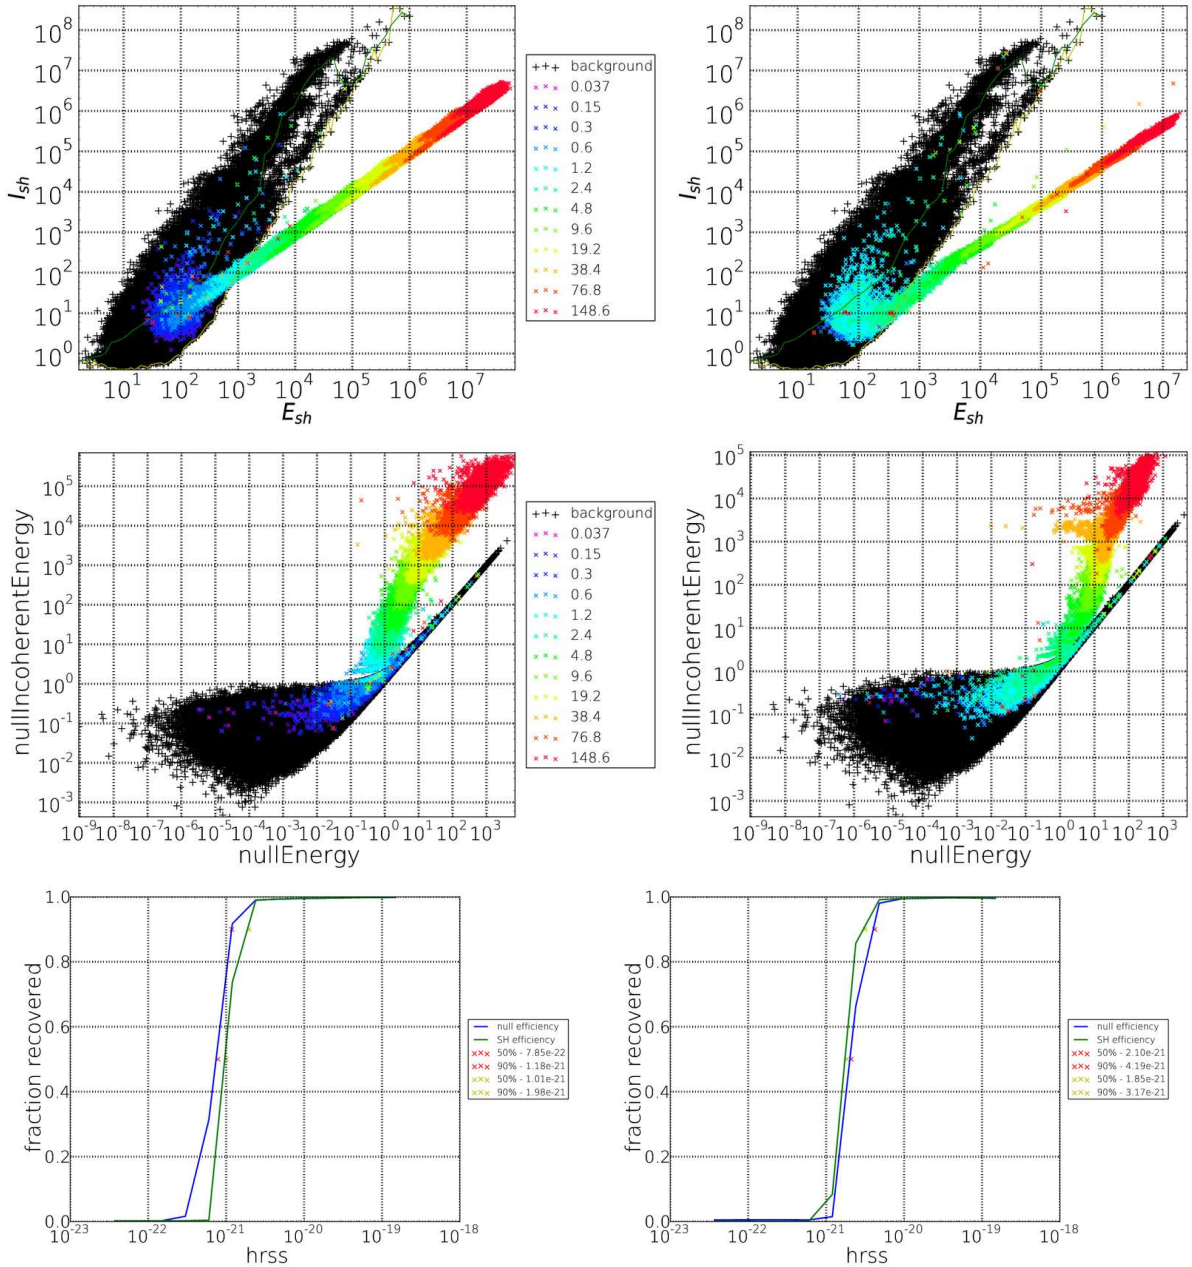 I_sh
10^8
10^7
10^6
10^5
10^4
10^3
10^2
10^1
10^0
10^1 10^2 10^3 10^4 10^5 10^6 10^7
E_sh
+++ background
0.037
0.15
0.3
0.6
1.2
2.4
4.8
9.6
19.2
38.4
76.8
148.6
I_sh
10^8
10^7
10^6
10^5
10^4
10^3
10^2
10^1
10^0
10^1 10^2 10^3 10^4 10^5 10^6 10^7
E_sh
nullIncoherentEnergy
10^5
10^4
10^3
10^2
10^1
10^0
10^-1
10^-2
10^-3
10^-9 10^-8 10^-7 10^-6 10^-5 10^-4 10^-3 10^-2 10^-1 10^0 10^1 10^2 10^3
nullEnergy
+++ background
0.037
0.15
0.3
0.6
1.2
2.4
4.8
9.6
19.2
38.4
76.8
148.6
nullIncoherentEnergy
10^5
10^4
10^3
10^2
10^1
10^0
10^-1
10^-2
10^-3
10^-9 10^-8 10^-7 10^-6 10^-5 10^-4 10^-3 10^-2 10^-1 10^0 10^1 10^2 10^3
nullEnergy
fraction recovered
1.0
0.8
0.6
0.4
0.2
0.0
10^-23 10^-22 10^-21 10^-20 10^-19 10^-18
hrss
null efficiency
SH efficiency
50% - 7.85e-22
90% - 1.18e-21
50% - 1.01e-21
90% - 1.98e-21
fraction recovered
1.0
0.8
0.6
0.4
0.2
0.0
10^-23 10^-22 10^-21 10^-20 10^-19 10^-18
hrss
null efficiency
SH efficiency
50% - 2.10e-21
90% - 4.19e-21
50% - 1.85e-21
90% - 3.17e-21